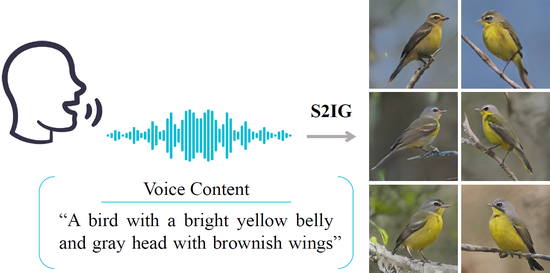 S2IG
Voice Content
“A bird with a bright yellow belly
and gray head with brownish wings”